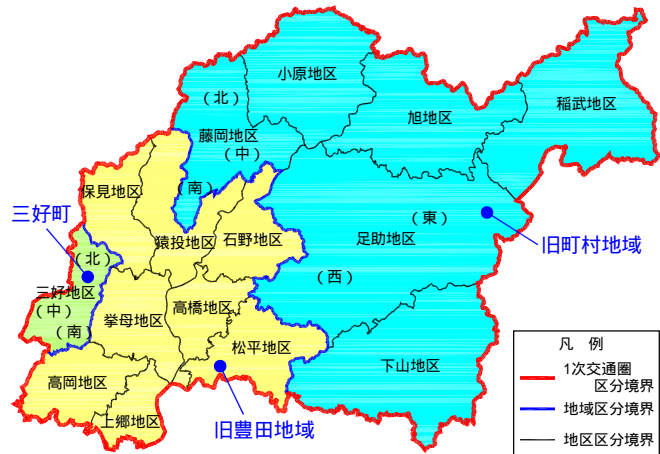 小原地区
(北)
稲武地区
旭地区
藤岡地区
(中)
保見地区
(南)
三好町
石野地区
(東)
猿投地区
足助地区
旧町村地域
(北)
(西)
三好地区
高橋地区
(中)
挙母地区
(南)
松平地区
下山地区
高岡地区
上郷地区
旧豊田地域
凡 例
1次交通圏
区分境界
地域区分境界
地区区分境界